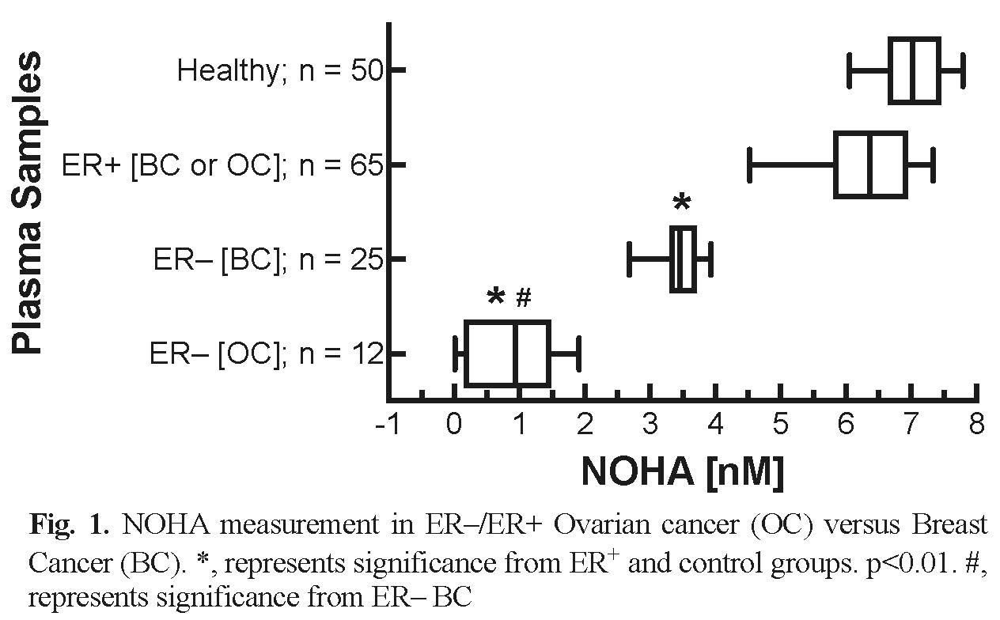 Plasma Samples
Healthy; n = 50
ER+ [BC or OC]; n = 65
*
ER– [BC]; n = 25
* #
ER– [OC]; n = 12
-1 0 1 2 3 4 5 6 7 8
NOHA [nM]
Fig. 1. NOHA measurement in ER–/ER+ Ovarian cancer (OC) versus Breast
Cancer (BC). *, represents significance from ER⁺ and control groups. p<0.01. #,
represents significance from ER– BC